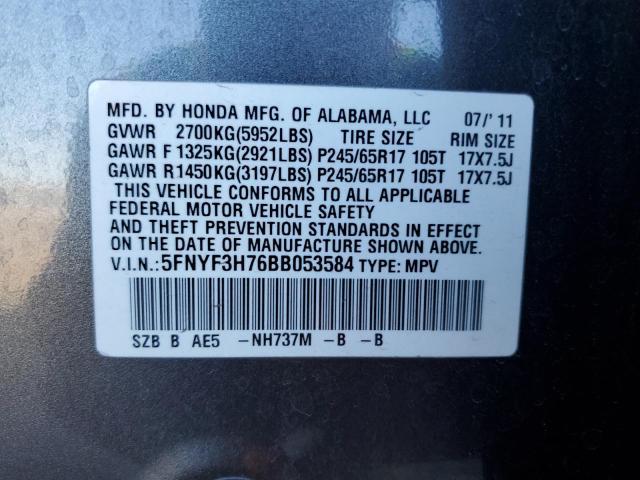 MFD. BY HONDA MFG. OF ALABAMA, LLC 07/' 11
GVWR 2700KG(5952LBS) TIRE SIZE RIM SIZE
GAWR F 1325KG(2921LBS) P245/65R17 105T 17X7.5J
GAWR R1450KG(3197LBS) P245/65R17 105T 17X7.5J
THIS VEHICLE CONFORMS TO ALL APPLICABLE
FEDERAL MOTOR VEHICLE SAFETY
AND THEFT PREVENTION STANDARDS IN EFFECT
ON THE DATE OF MANUFACTURE SHOWN ABOVE.
V.I.N.:5FNYF3H76BB053584 TYPE: MPV
SZB B AE5 -NH737M -B -B